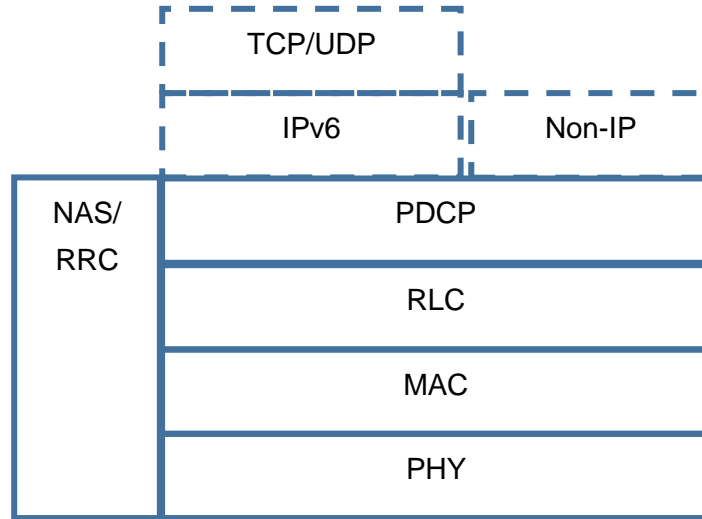 TCP/UDP
IPv6
Non-IP
NAS/
RRC
PDCP
RLC
MAC
PHY